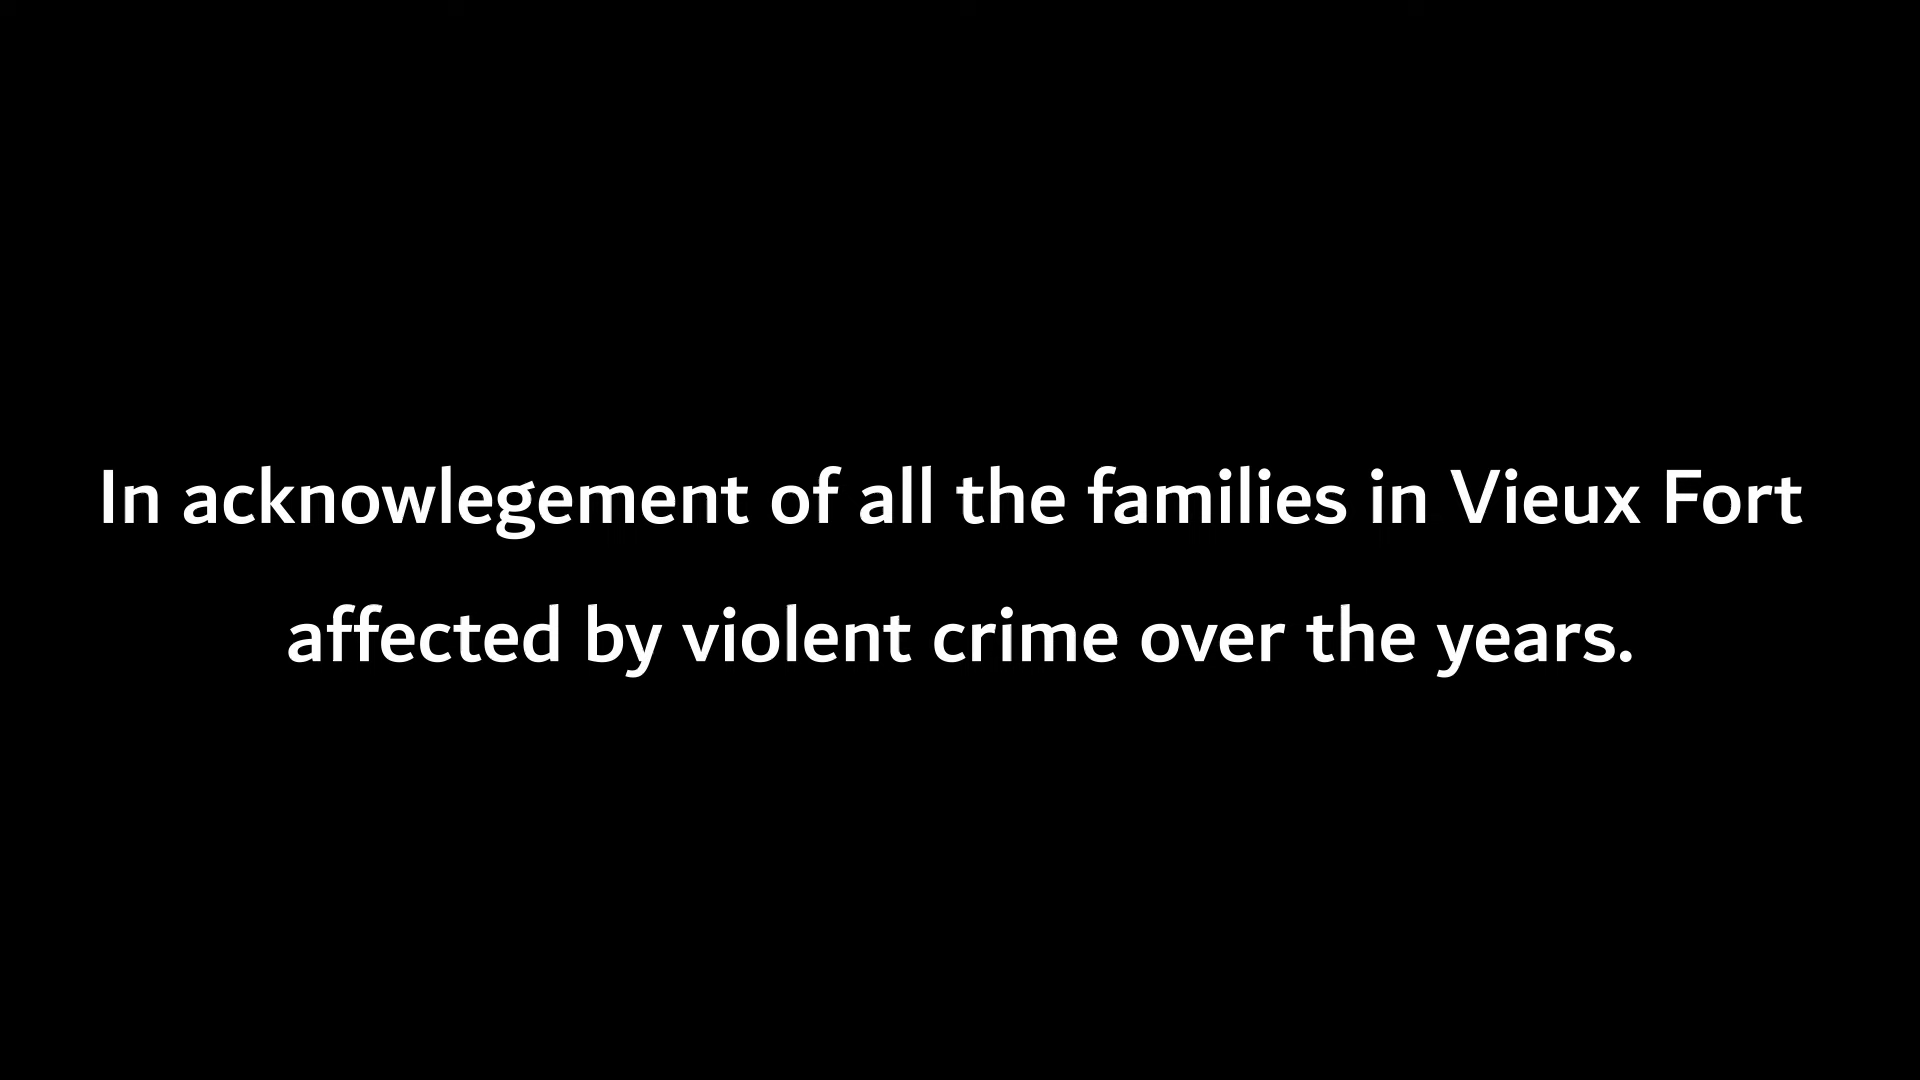 In acknowlegement of all the families in Vieux Fort
affected by violent crime over the years.